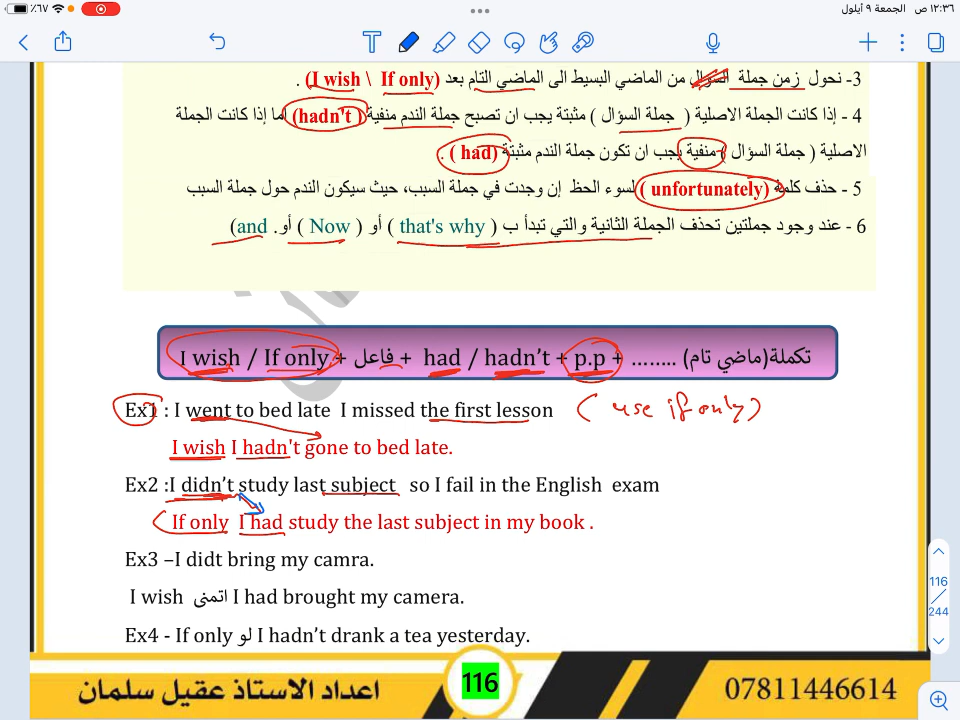 ٪٦٧ ١٢:٣٦ ص الجمعة ٩ أيلول
3- نحول زمن جملة السؤال من الماضي البسيط الى الماضي التام بعد (I wish \ If only) .
4 - إذا كانت الجملة الاصلية ( جملة السؤال ) مثبتة يجب ان تصبح جملة الندم منفية (hadn't) اما إذا كانت الجملة
الاصلية ( جملة السؤال ) منفية يجب ان تكون جملة الندم مثبتة (had ) .
5 - حذف كلمة (unfortunately ) لسوء الحظ إن وجدت في جملة السبب، حيث سيكون الندم حول جملة السبب
6 - عند وجود جملتين تحذف الجملة الثانية والتي تبدأ ب ( that's why ) أو ( Now ) أو. and)
I wish / If only + فاعل + had / hadn't + p.p + ........ تكملة(ماضي تام)
Ex1 : I went to bed late I missed the first lesson ( use if only )
I wish I hadn't gone to bed late.
Ex2 :I didn't study last subject so I fail in the English exam
If only I had study the last subject in my book .
Ex3 –I didt bring my camra.
I wish اتمنى I had brought my camera.
Ex4 - If only لو I hadn't drank a tea yesterday.
116
244
اعداد الاستاذ عقيل سلمان 116 07811446614